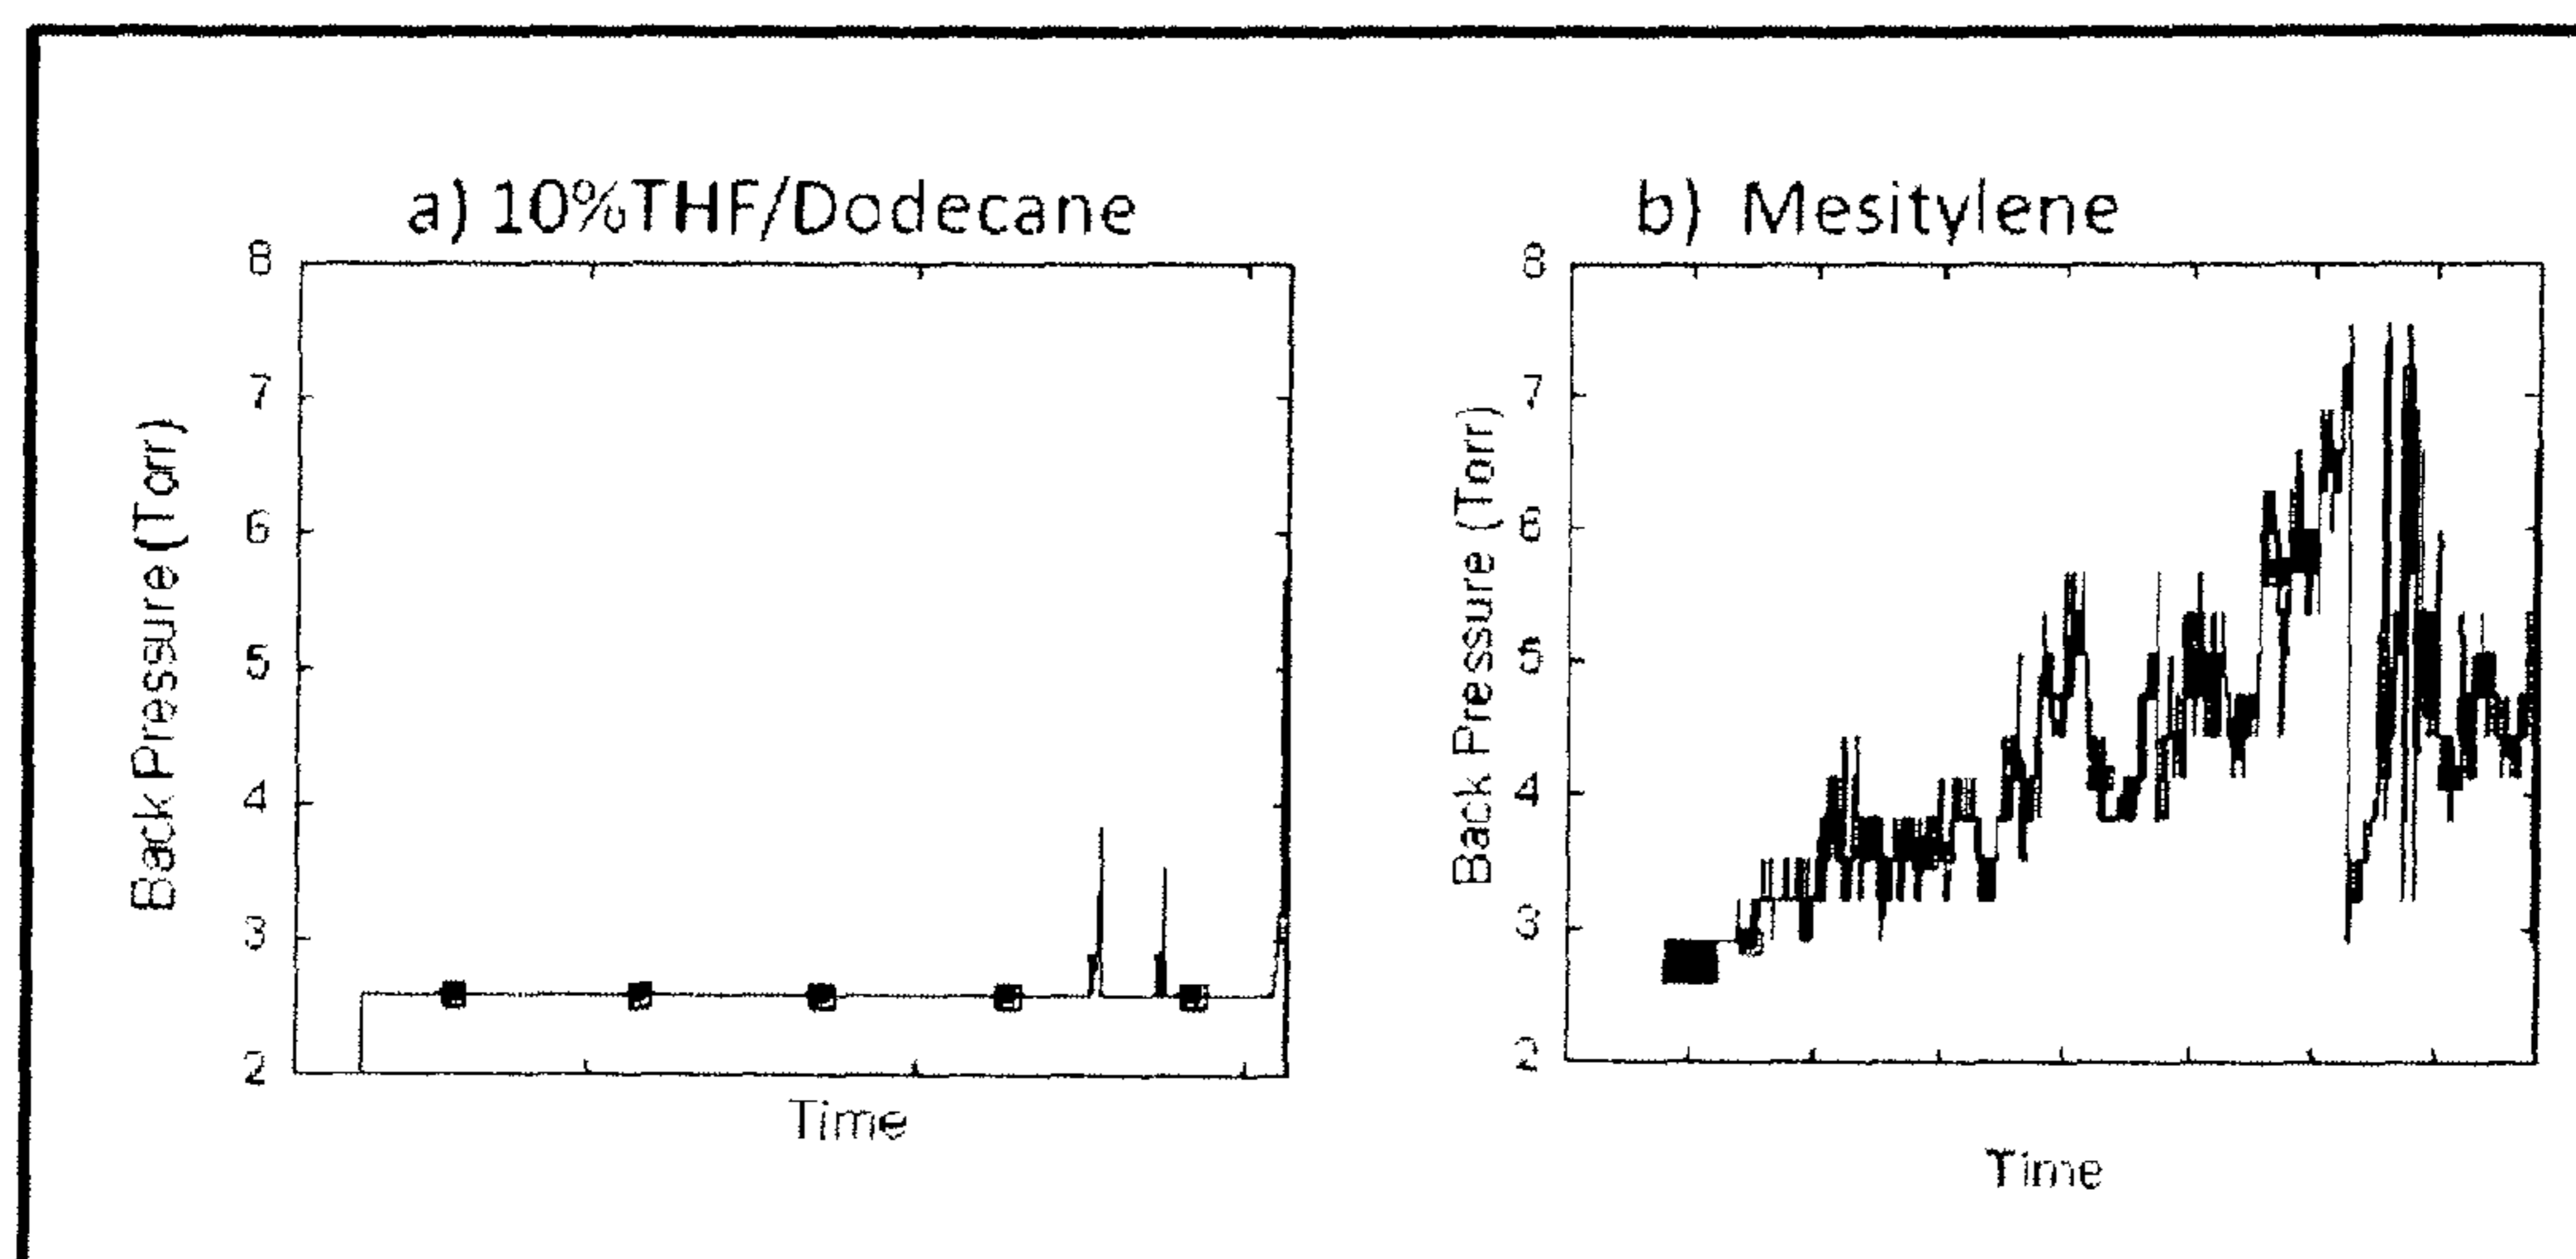 a) 10%THF/Dodecane
8
7
6
5
4
3
2
Back Pressure (Torr)
Time
b) Mesitylene
8
7
6
5
4
3
2
Back Pressure (Torr)
Time